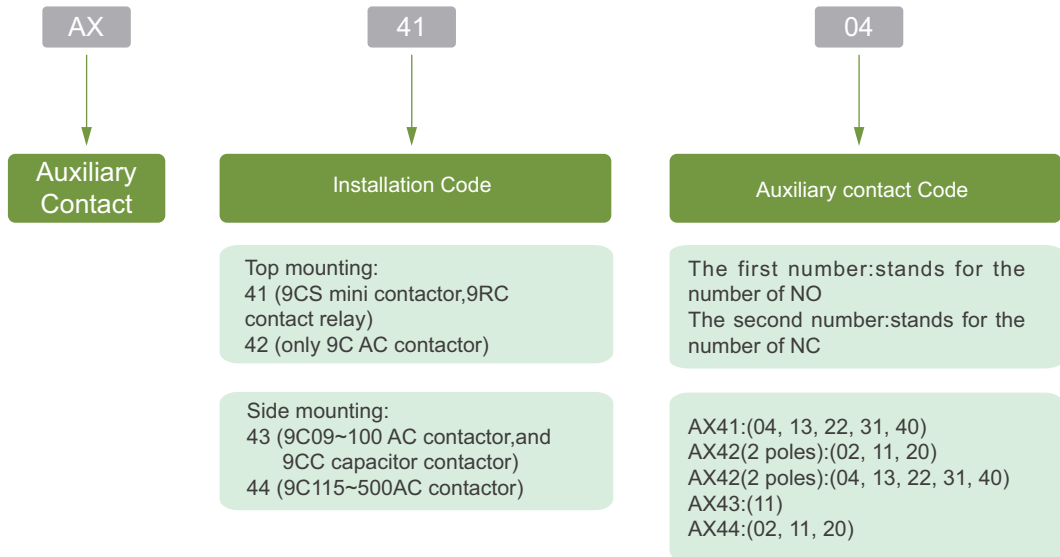 AX
41
04
Auxiliary
Contact
Installation Code
Auxiliary contact Code
Top mounting:
41 (9CS mini contactor,9RC
contact relay)
42 (only 9C AC contactor)
The first number:stands for the
number of NO
The second number:stands for the
number of NC
Side mounting:
43 (9C09~100 AC contactor,and
9CC capacitor contactor)
44 (9C115~500AC contactor)
AX41:(04, 13, 22, 31, 40)
AX42(2 poles):(02, 11, 20)
AX42(2 poles):(04, 13, 22, 31, 40)
AX43:(11)
AX44:(02, 11, 20)